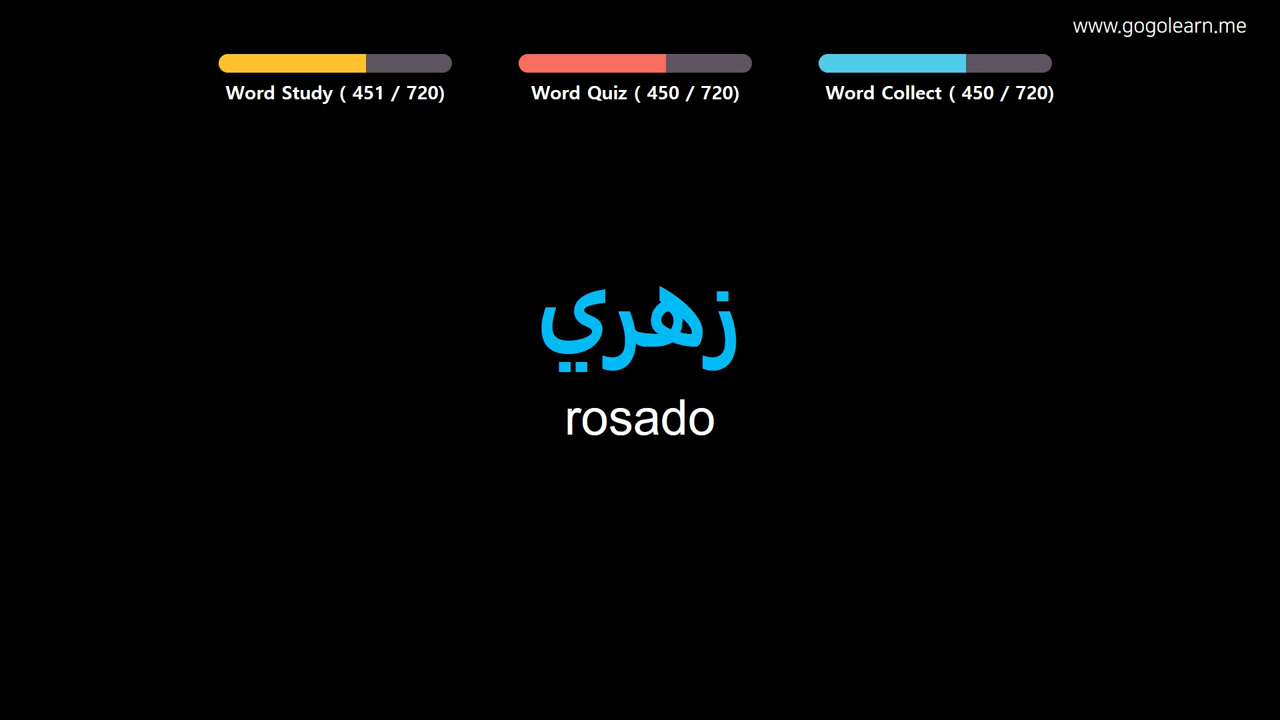 www.gogolearn.me
Word Study ( 451 / 720)
Word Quiz ( 450 / 720)
Word Collect ( 450 / 720)
زهري
rosado